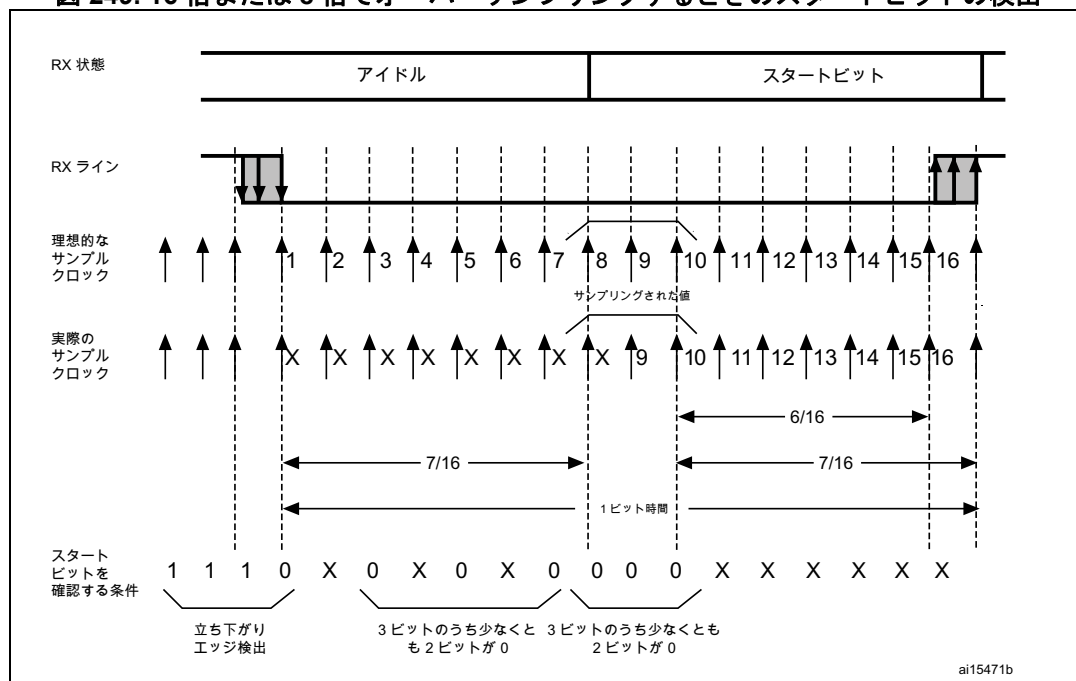 RX 状態
アイドル
スタートビット
RX ライン
理想的な
サンプル
クロック
1 2 3 4 5 6 7 8 9 10 11 12 13 14 15 16
サンプリングされた値
実際の
サンプル
クロック
X X X X X X X X 9 10 11 12 13 14 15 16
6/16
7/16 7/16
1 ビット時間
スタート
ビットを
確認する条件
1 1 1 0 X 0 X 0 X 0 0 0 0 X X X X X X
立ち下がり
エッジ検出
3 ビットのうち少なくと
も 2 ビットが 0
3 ビットのうち少なくとも
2 ビットが 0
ai15471b